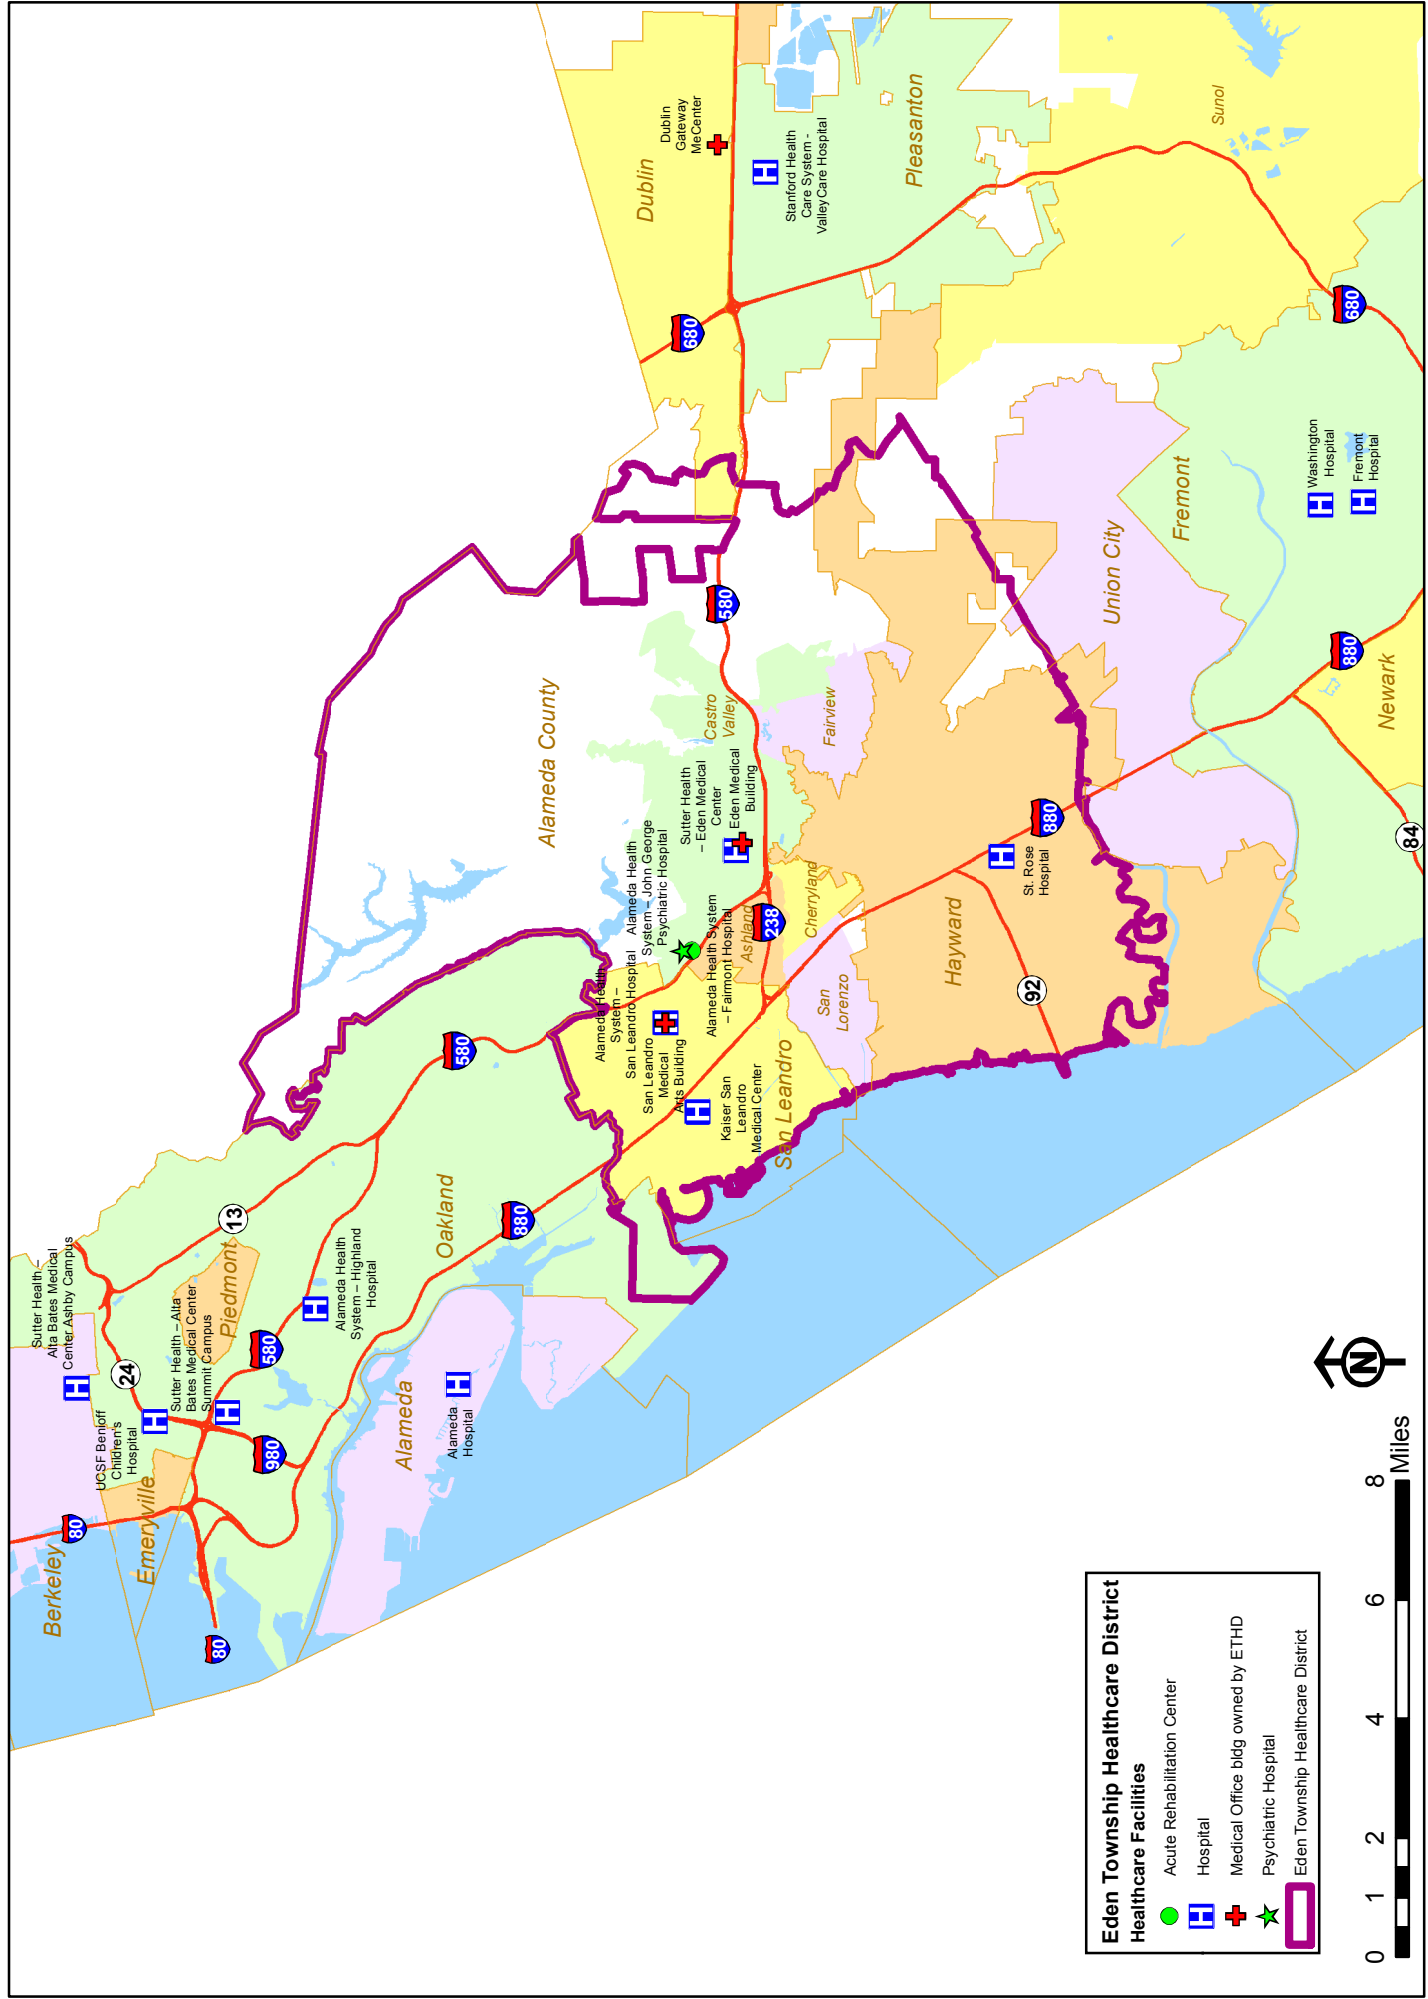 Sutter Health –
Alta Bates Medical
Center Ashby Campus
24
13
UCSF Benioff
Children's
Hospital
Sutter Health – Alta
Bates Medical Center
Summit Campus
Piedmont
580
980
80
80
Berkeley
Emeryville
Alameda Health
System – Highland
Hospital
Oakland
580
880
Alameda
Alameda
Hospital
Alameda County
Alameda Health
System –
San Leandro Hospital
San Leandro
Medical
Arts Building
Alameda Health
System – John George
Psychiatric Hospital
Sutter Health
– Eden Medical
Center
Eden Medical
Building
Castro
Valley
580
Alameda Health System
– Fairmont Hospital
Ashland
238
Kaiser San
Leandro
Medical Center
San Leandro
Cherryland
Fairview
San
Lorenzo
Hayward
92
St. Rose
Hospital
880
Dublin
Dublin
Gateway
MeCenter
680
Stanford Health
Care System -
ValleyCare Hospital
Pleasanton
Sunol
680
Union City
Fremont
Washington
Hospital
Fremont
Hospital
880
Newark
84
N
Eden Township Healthcare District
Healthcare Facilities
Acute Rehabilitation Center
H Hospital
Medical Office bldg owned by ETHD
Psychiatric Hospital
Eden Township Healthcare District
0 1 2 4 6 8
Miles